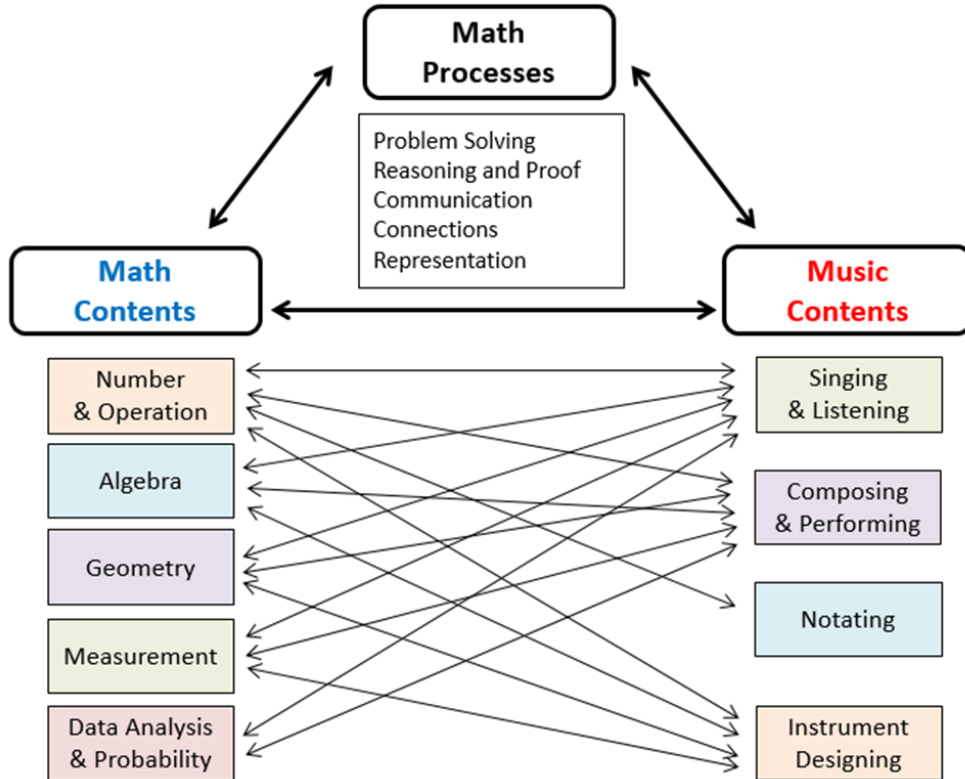 Math
Processes
Problem Solving
Reasoning and Proof
Communication
Connections
Representation
Math
Contents
Music
Contents
Number
& Operation
Algebra
Geometry
Measurement
Data Analysis
& Probability
Singing
& Listening
Composing
& Performing
Notating
Instrument
Designing